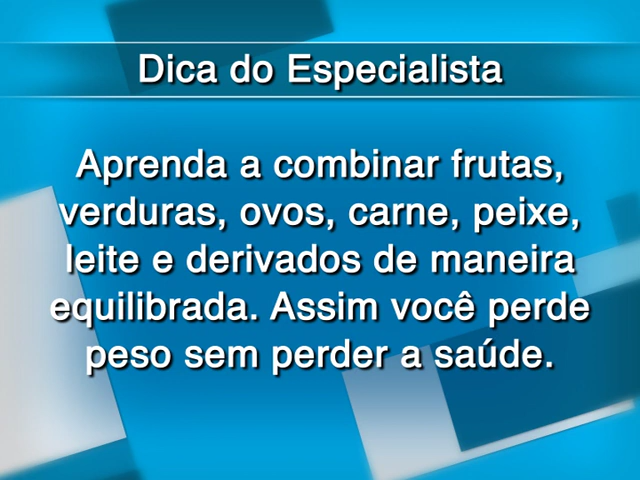 Dica do Especialista
Aprenda a combinar frutas,
verduras, ovos, carne, peixe,
leite e derivados de maneira
equilibrada. Assim você perde
peso sem perder a saúde.